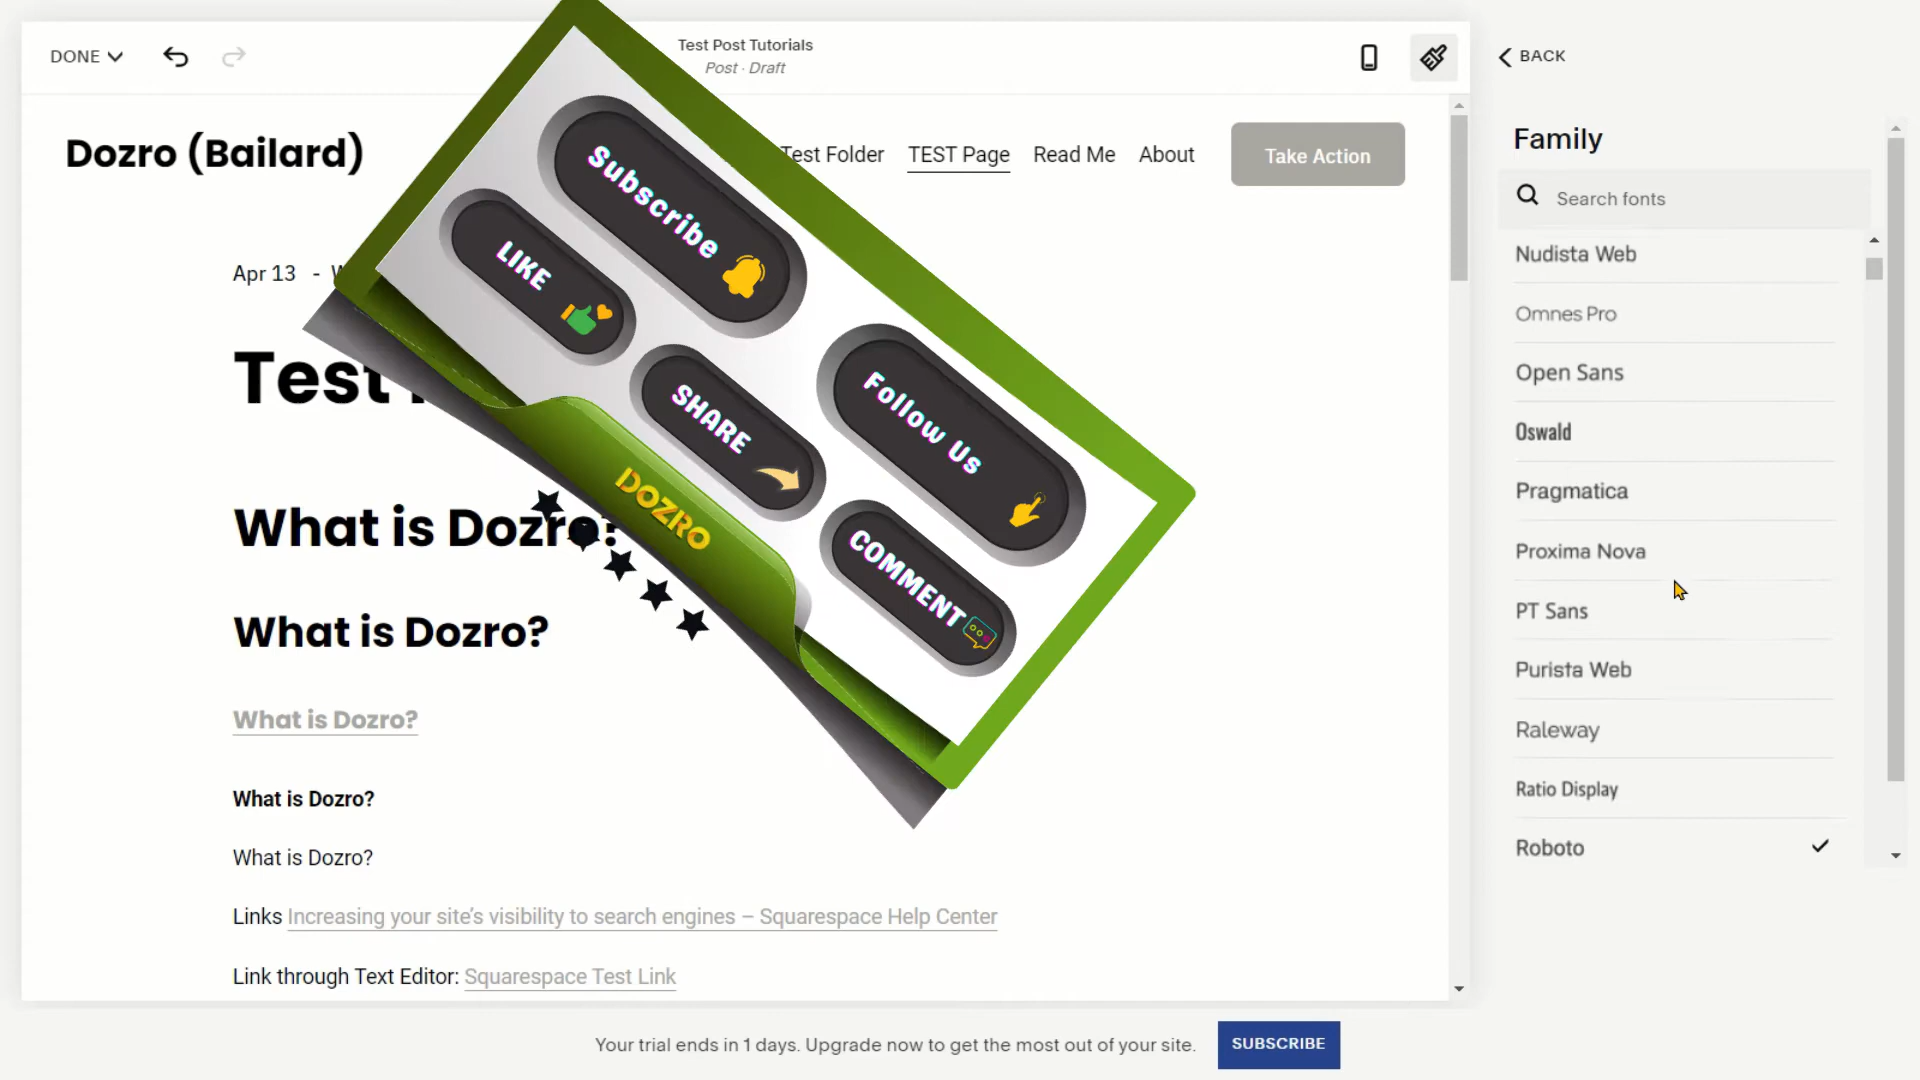 DONE
Test Post Tutorials
Post · Draft
BACK
Dozro (Bailard)
Test Folder
TEST Page
Read Me
About
Take Action
Family
Search fonts
Nudista Web
Omnes Pro
Open Sans
Oswald
Pragmatica
Proxima Nova
PT Sans
Purista Web
Raleway
Ratio Display
Roboto
Subscribe
LIKE
SHARE
Follow Us
COMMENT
DOZRO
Apr 13 -
Test
What is Dozro?
What is Dozro?
What is Dozro?
What is Dozro?
What is Dozro?
Links Increasing your site's visibility to search engines – Squarespace Help Center
Link through Text Editor: Squarespace Test Link
Your trial ends in 1 days. Upgrade now to get the most out of your site.
SUBSCRIBE